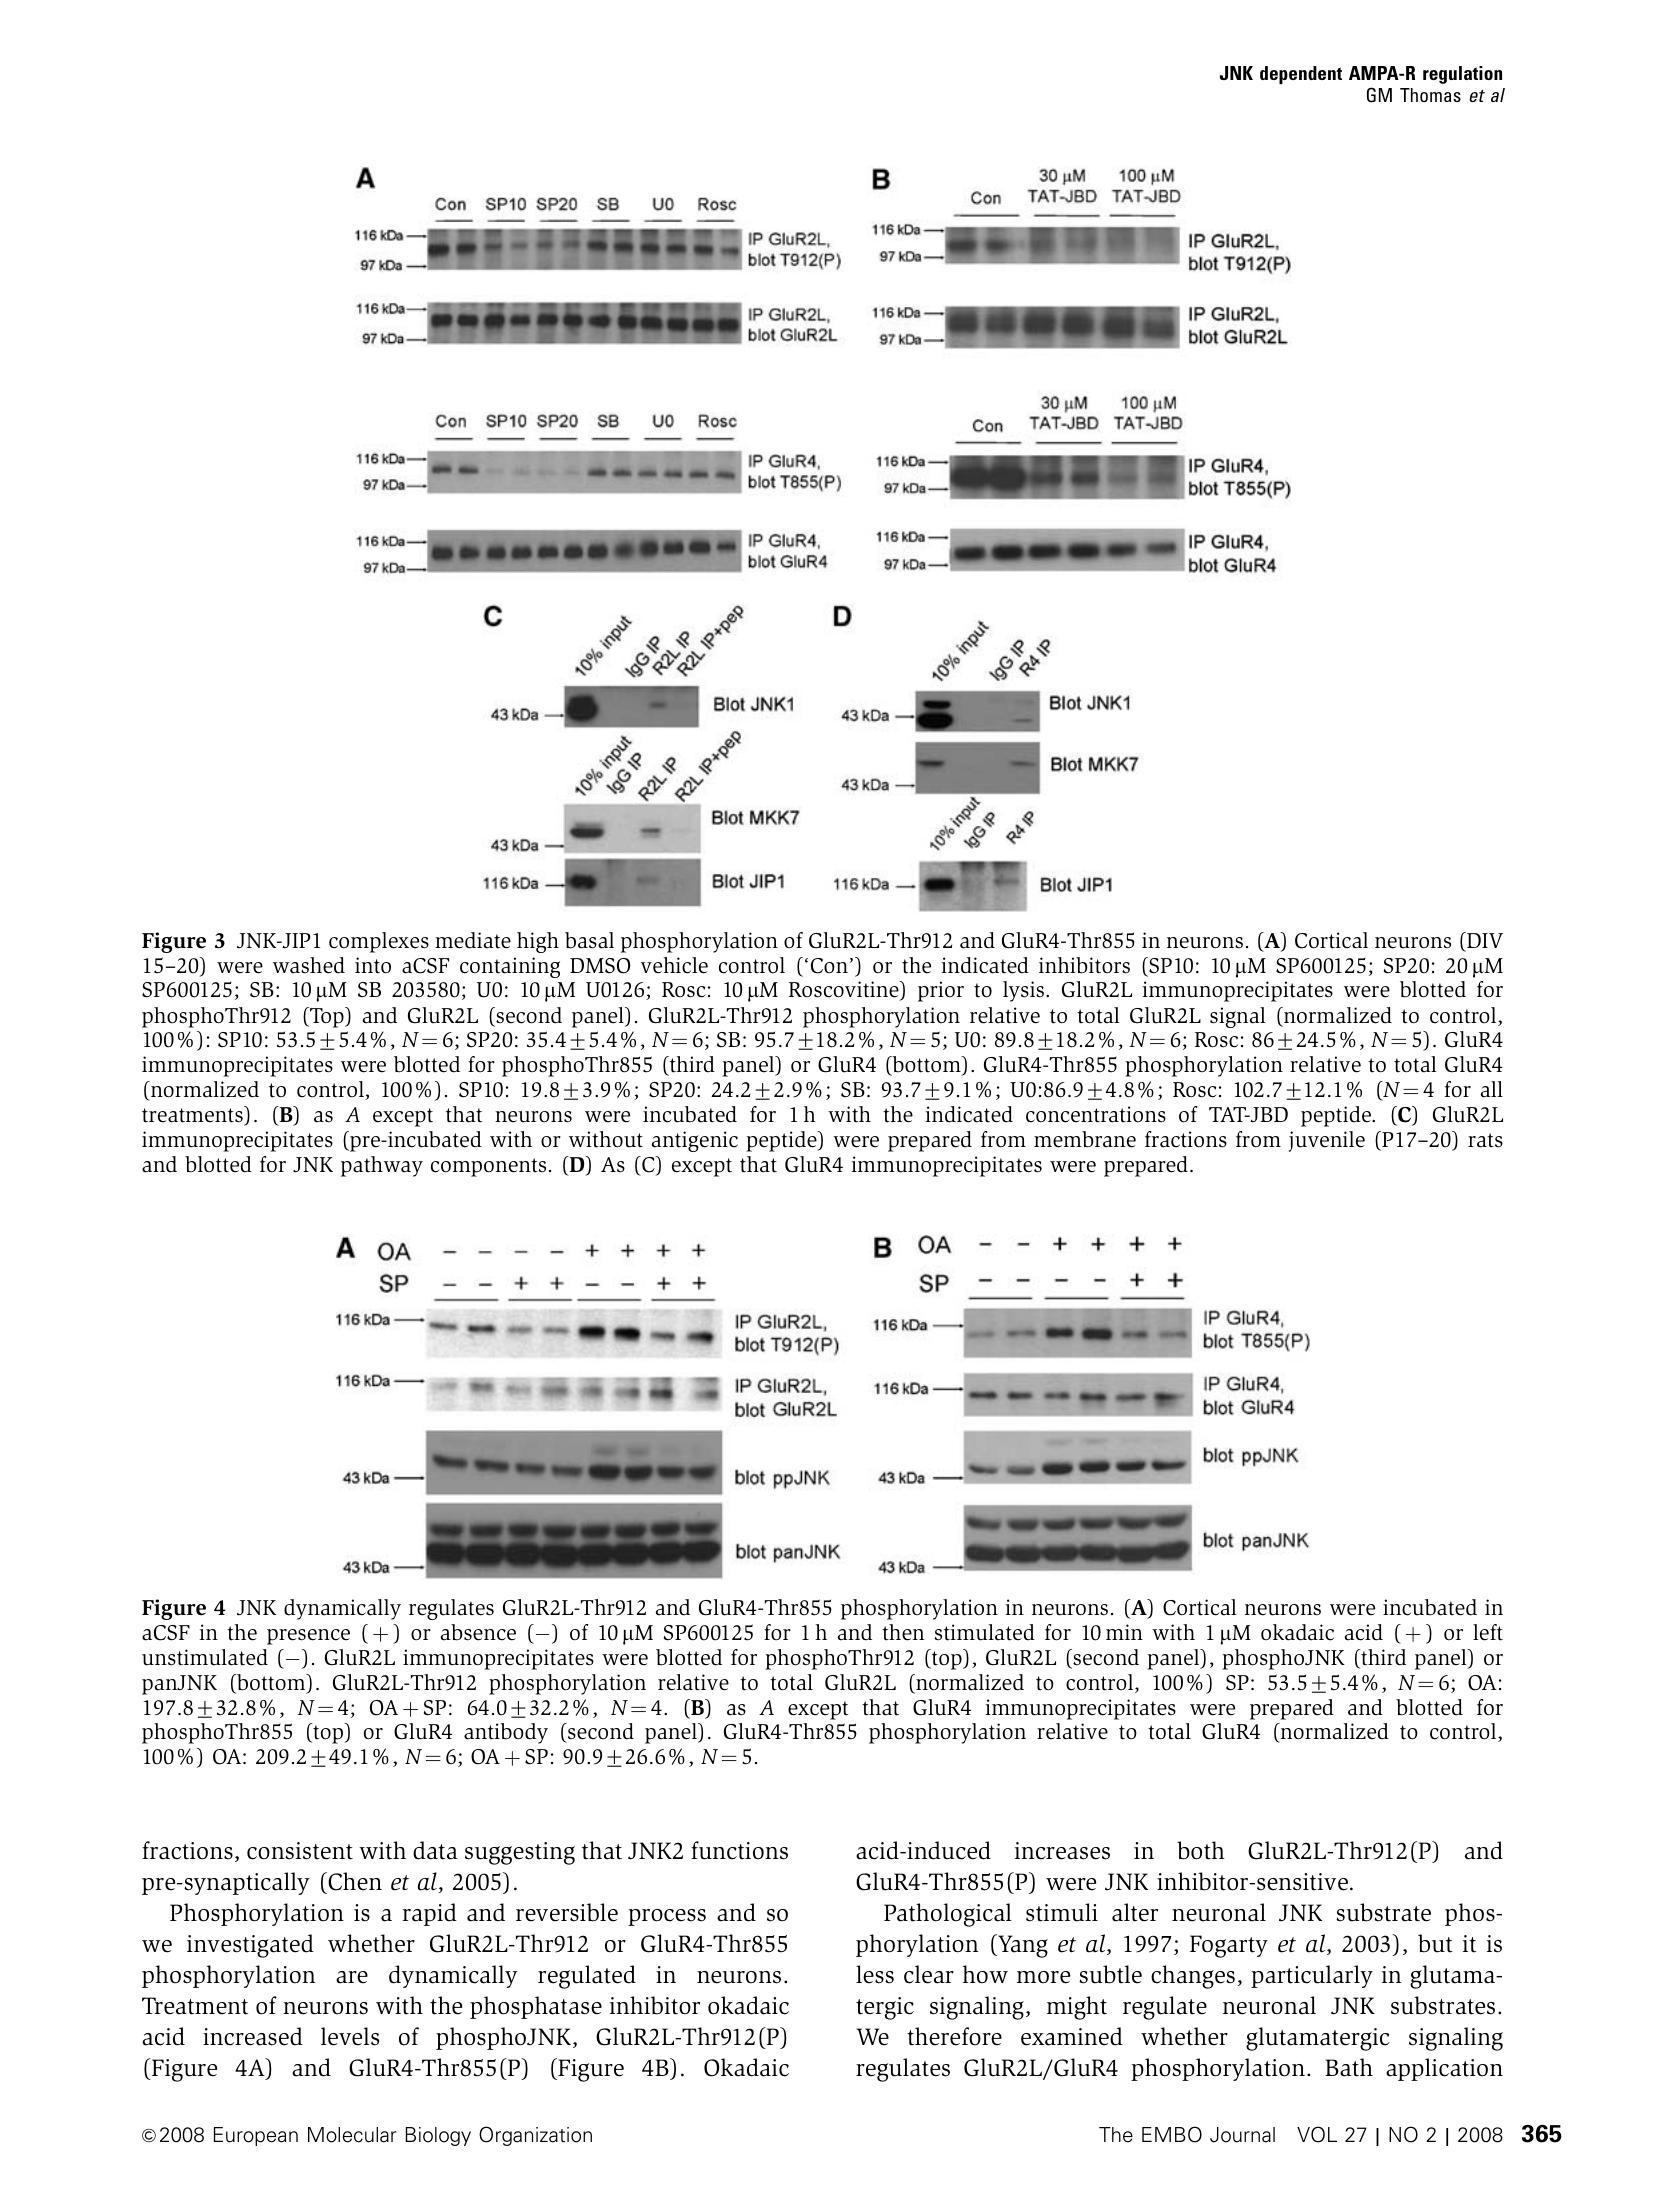 JNK dependent AMPA-R regulation
GM Thomas et al
A
Con SP10 SP20 SB U0 Rosc
116 kDa
97 kDa
IP GluR2L,
blot T912(P)
116 kDa
97 kDa
IP GluR2L,
blot GluR2L
Con SP10 SP20 SB U0 Rosc
116 kDa
97 kDa
IP GluR4,
blot T855(P)
116 kDa
97 kDa
IP GluR4,
blot GluR4
B
30 µM 100 µM
Con TAT-JBD TAT-JBD
116 kDa
97 kDa
IP GluR2L,
blot T912(P)
116 kDa
97 kDa
IP GluR2L,
blot GluR2L
30 µM 100 µM
Con TAT-JBD TAT-JBD
116 kDa
97 kDa
IP GluR4,
blot T855(P)
116 kDa
97 kDa
IP GluR4,
blot GluR4
C
10% input IgG IP R2L IP R2L IP+pep
43 kDa
Blot JNK1
10% input IgG IP R2L IP R2L IP+pep
43 kDa
Blot MKK7
116 kDa
Blot JIP1
D
10% input IgG IP R4 IP
43 kDa
Blot JNK1
43 kDa
Blot MKK7
10% input IgG IP R4 IP
116 kDa
Blot JIP1
Figure 3 JNK-JIP1 complexes mediate high basal phosphorylation of GluR2L-Thr912 and GluR4-Thr855 in neurons. (A) Cortical neurons (DIV
15–20) were washed into aCSF containing DMSO vehicle control (‘Con’) or the indicated inhibitors (SP10: 10 µM SP600125; SP20: 20 µM
SP600125; SB: 10 µM SB 203580; U0: 10 µM U0126; Rosc: 10 µM Roscovitine) prior to lysis. GluR2L immunoprecipitates were blotted for
phosphoThr912 (Top) and GluR2L (second panel). GluR2L-Thr912 phosphorylation relative to total GluR2L signal (normalized to control,
100%): SP10: 53.5±5.4%, N=6; SP20: 35.4±5.4%, N=6; SB: 95.7±18.2%, N=5; U0: 89.8±18.2%, N=6; Rosc: 86±24.5%, N=5). GluR4
immunoprecipitates were blotted for phosphoThr855 (third panel) or GluR4 (bottom). GluR4-Thr855 phosphorylation relative to total GluR4
(normalized to control, 100%). SP10: 19.8±3.9%; SP20: 24.2±2.9%; SB: 93.7±9.1%; U0:86.9±4.8%; Rosc: 102.7±12.1% (N=4 for all
treatments). (B) as A except that neurons were incubated for 1 h with the indicated concentrations of TAT-JBD peptide. (C) GluR2L
immunoprecipitates (pre-incubated with or without antigenic peptide) were prepared from membrane fractions from juvenile (P17–20) rats
and blotted for JNK pathway components. (D) As (C) except that GluR4 immunoprecipitates were prepared.
A OA − − − − + + + +
SP − − + + − − + +
116 kDa
IP GluR2L,
blot T912(P)
116 kDa
IP GluR2L,
blot GluR2L
43 kDa
blot ppJNK
43 kDa
blot panJNK
B OA − − + + + +
SP − − − − + +
116 kDa
IP GluR4,
blot T855(P)
116 kDa
IP GluR4,
blot GluR4
43 kDa
blot ppJNK
43 kDa
blot panJNK
Figure 4 JNK dynamically regulates GluR2L-Thr912 and GluR4-Thr855 phosphorylation in neurons. (A) Cortical neurons were incubated in
aCSF in the presence (+) or absence (−) of 10 µM SP600125 for 1 h and then stimulated for 10 min with 1 µM okadaic acid (+) or left
unstimulated (−). GluR2L immunoprecipitates were blotted for phosphoThr912 (top), GluR2L (second panel), phosphoJNK (third panel) or
panJNK (bottom). GluR2L-Thr912 phosphorylation relative to total GluR2L (normalized to control, 100%) SP: 53.5±5.4%, N=6; OA:
197.8±32.8%, N=4; OA+SP: 64.0±32.2%, N=4. (B) as A except that GluR4 immunoprecipitates were prepared and blotted for
phosphoThr855 (top) or GluR4 antibody (second panel). GluR4-Thr855 phosphorylation relative to total GluR4 (normalized to control,
100%) OA: 209.2±49.1%, N=6; OA+SP: 90.9±26.6%, N=5.
fractions, consistent with data suggesting that JNK2 functions
pre-synaptically (Chen et al, 2005).
Phosphorylation is a rapid and reversible process and so
we investigated whether GluR2L-Thr912 or GluR4-Thr855
phosphorylation are dynamically regulated in neurons.
Treatment of neurons with the phosphatase inhibitor okadaic
acid increased levels of phosphoJNK, GluR2L-Thr912(P)
(Figure 4A) and GluR4-Thr855(P) (Figure 4B). Okadaic
acid-induced increases in both GluR2L-Thr912(P) and
GluR4-Thr855(P) were JNK inhibitor-sensitive.
Pathological stimuli alter neuronal JNK substrate phos-
phorylation (Yang et al, 1997; Fogarty et al, 2003), but it is
less clear how more subtle changes, particularly in glutama-
tergic signaling, might regulate neuronal JNK substrates.
We therefore examined whether glutamatergic signaling
regulates GluR2L/GluR4 phosphorylation. Bath application
©2008 European Molecular Biology Organization
The EMBO Journal VOL 27 | NO 2 | 2008 365